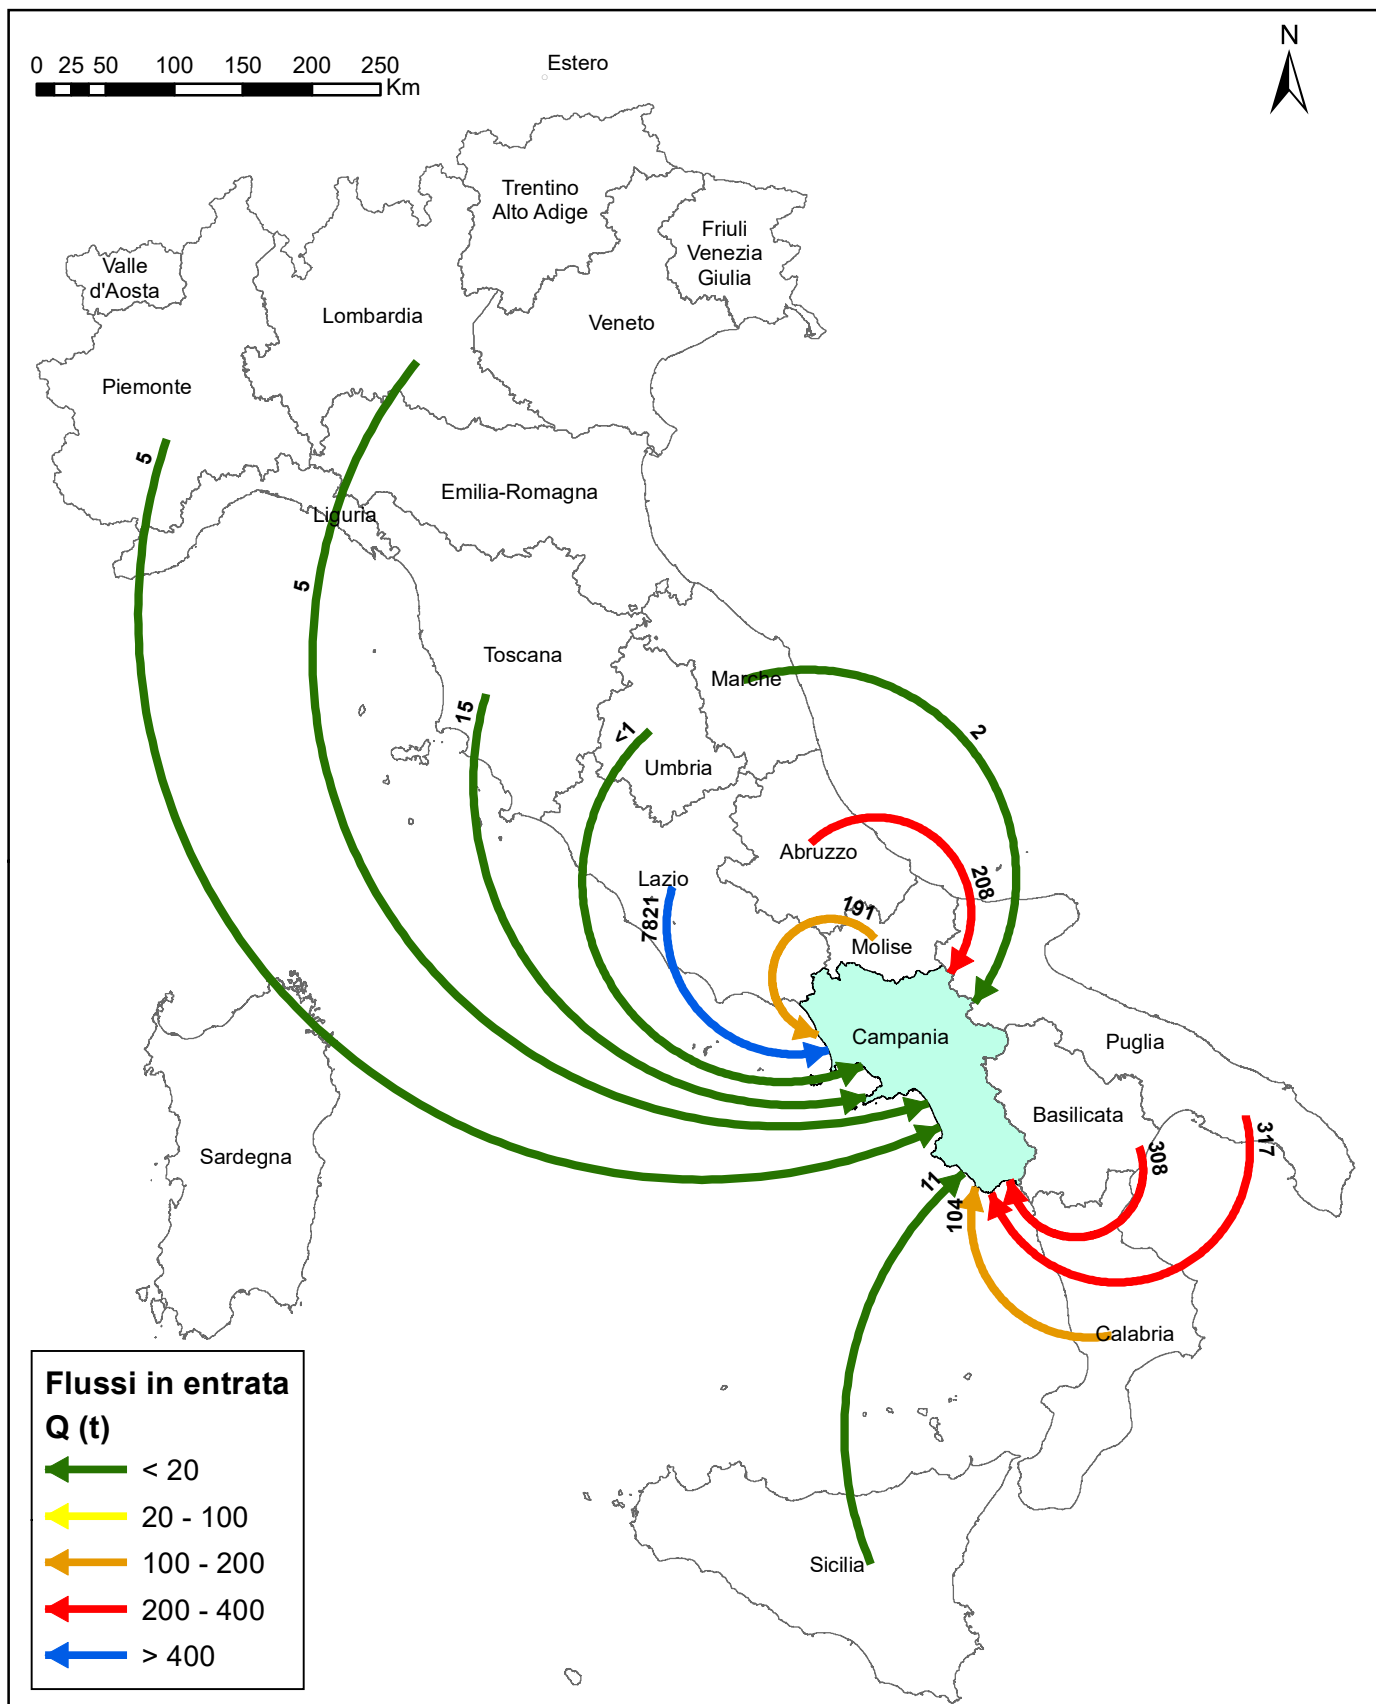 0 25 50 100 150 200 250
Km
Estero
N
Trentino
Alto Adige
Friuli
Venezia
Giulia
Valle
d'Aosta
Lombardia
Veneto
Piemonte
5
Emilia-Romagna
Liguria
5
Toscana
Marche
15
<1
2
Umbria
Abruzzo
208
Lazio
7821
191
Molise
Campania
Puglia
Basilicata
317
308
Sardegna
11
104
Calabria
Sicilia
Flussi in entrata
Q (t)
< 20
20 - 100
100 - 200
200 - 400
> 400